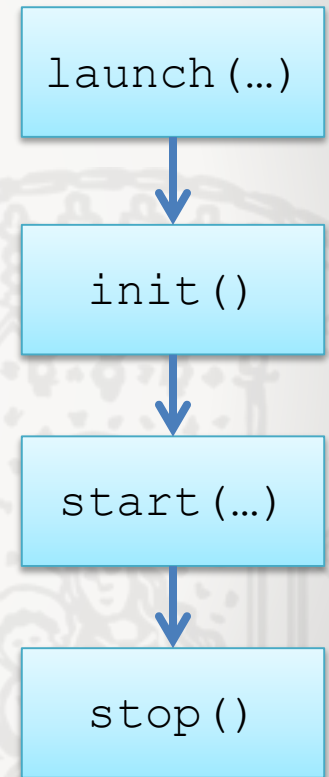 launch(…)
init()
start(…)
stop()